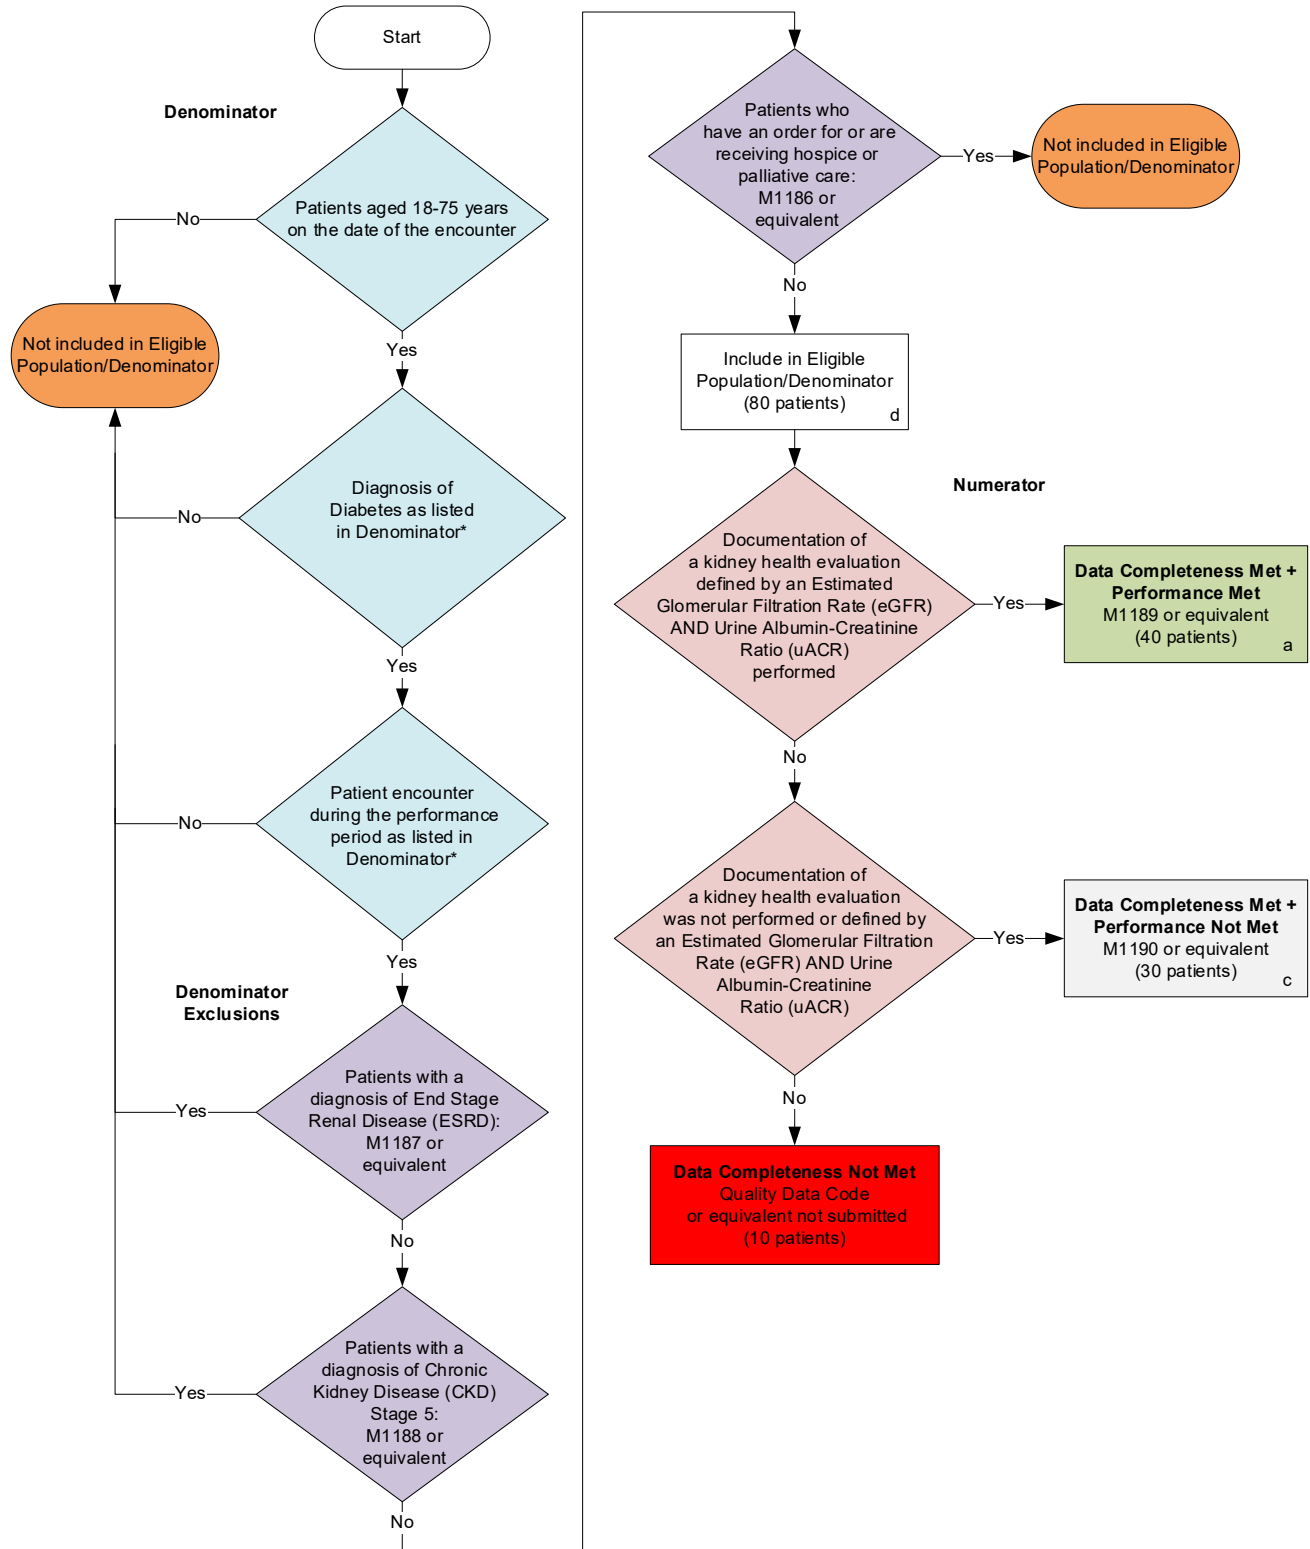 Start
Denominator
Patients aged 18-75 years
on the date of the encounter
No
Not included in Eligible
Population/Denominator
Yes
Diagnosis of
Diabetes as listed
in Denominator*
No
Yes
Patient encounter
during the performance
period as listed in
Denominator*
No
Yes
Denominator
Exclusions
Patients with a
diagnosis of End Stage
Renal Disease (ESRD):
M1187 or
equivalent
Yes
No
Patients with a
diagnosis of Chronic
Kidney Disease (CKD)
Stage 5:
M1188 or
equivalent
Yes
No
Patients who
have an order for or are
receiving hospice or
palliative care:
M1186 or
equivalent
Yes
Not included in Eligible
Population/Denominator
No
Include in Eligible
Population/Denominator
(80 patients)
d
Numerator
Documentation of
a kidney health evaluation
defined by an Estimated
Glomerular Filtration Rate (eGFR)
AND Urine Albumin-Creatinine
Ratio (uACR)
performed
Yes
Data Completeness Met +
Performance Met
M1189 or equivalent
(40 patients)
a
No
Documentation of
a kidney health evaluation
was not performed or defined by
an Estimated Glomerular Filtration
Rate (eGFR) AND Urine
Albumin-Creatinine
Ratio (uACR)
Yes
Data Completeness Met +
Performance Not Met
M1190 or equivalent
(30 patients)
c
No
Data Completeness Not Met
Quality Data Code
or equivalent not submitted
(10 patients)